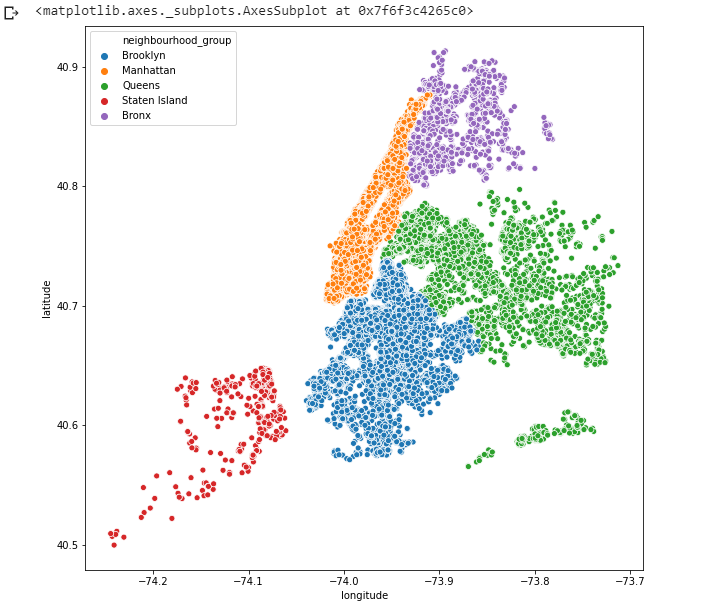 <matplotlib.axes._subplots.AxesSubplot at 0x7f6f3c4265c0>
neighbourhood_group
Brooklyn
Manhattan
Queens
Staten Island
Bronx
40.9
40.8
40.7
40.6
40.5
latitude
−74.2 −74.1 −74.0 −73.9 −73.8 −73.7
longitude